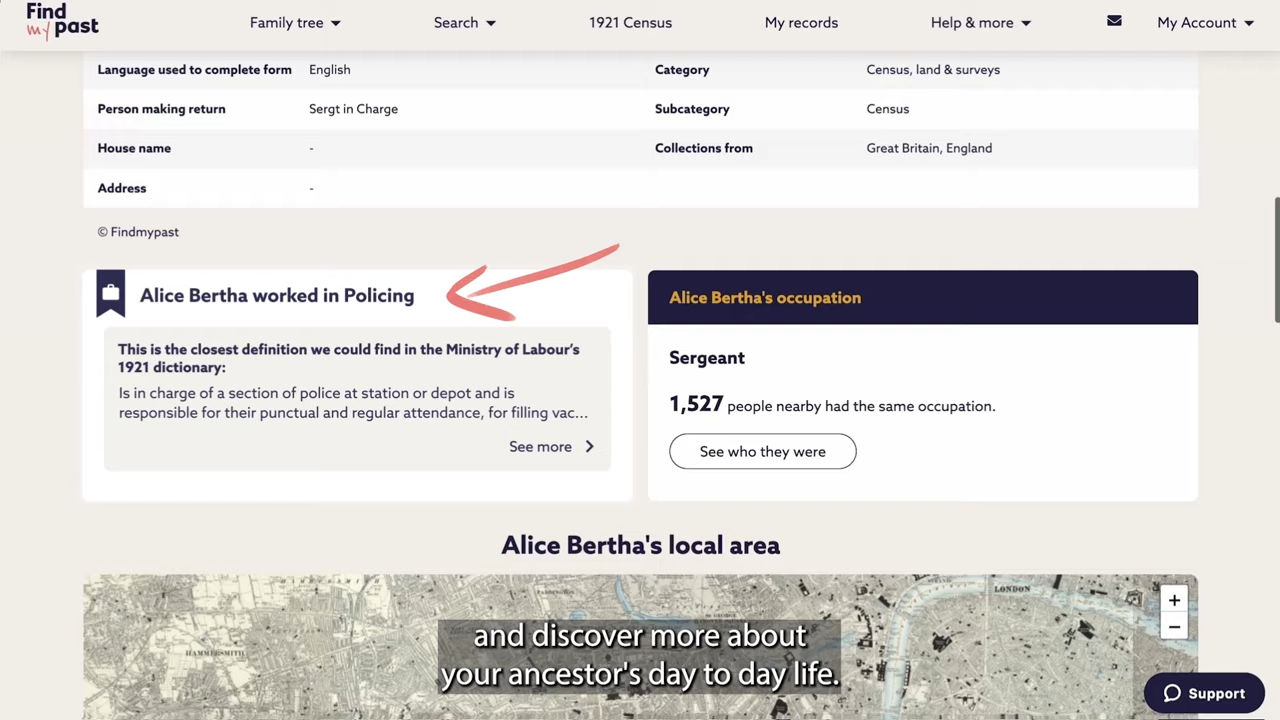 Find
my past
Family tree
Search
1921 Census
My records
Help & more
My Account
Language used to complete form English
Category Census, land & surveys
Person making return Sergt in Charge
Subcategory Census
House name -
Collections from Great Britain, England
Address -
© Findmypast
Alice Bertha worked in Policing
This is the closest definition we could find in the Ministry of Labour's
1921 dictionary:
Is in charge of a section of police at station or depot and is
responsible for their punctual and regular attendance, for filling vac...
See more
Alice Bertha's occupation
Sergeant
1,527 people nearby had the same occupation.
See who they were
Alice Bertha's local area
LONDON
+
−
HAMMERSMITH
and discover more about
your ancestor's day to day life.
Support